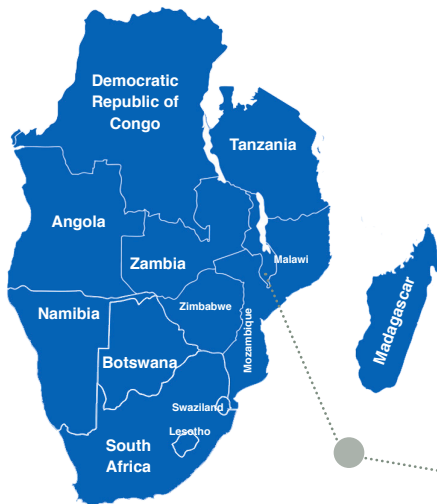 Democratic
Republic of
Congo
Tanzania
Angola
Malawi
Zambia
Namibia
Zimbabwe
Mozambique
Madagascar
Botswana
Swaziland
Lesotho
South
Africa